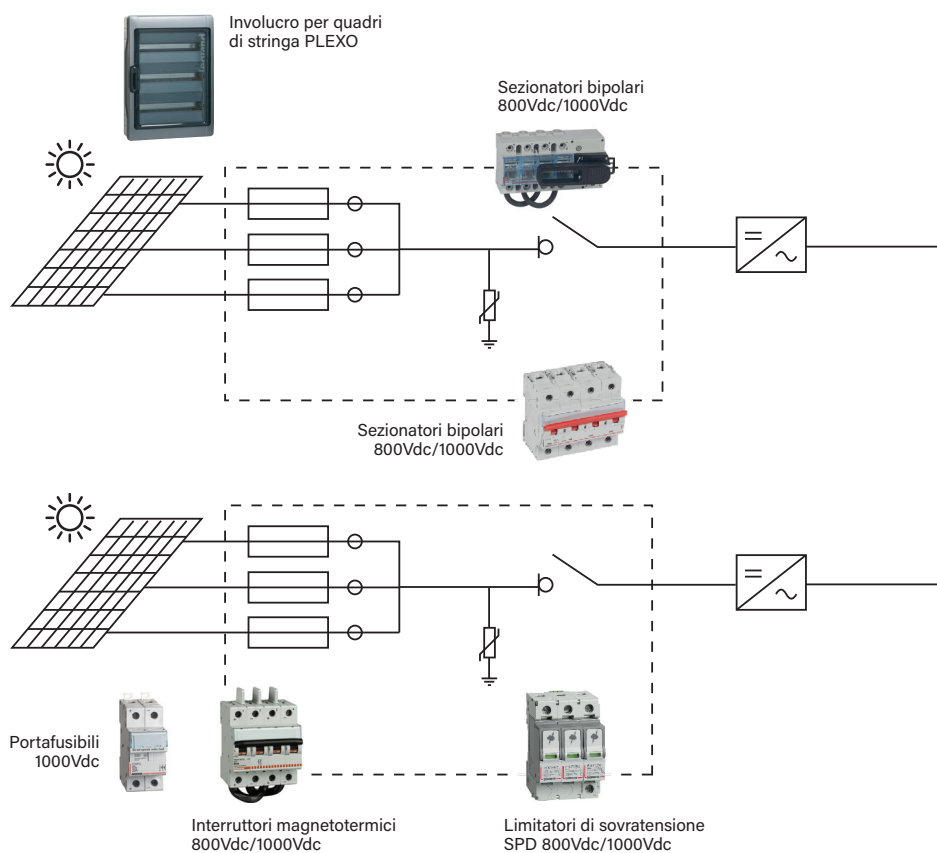 Involucro per quadri
di stringa PLEXO
Sezionatori bipolari
800Vdc/1000Vdc
Sezionatori bipolari
800Vdc/1000Vdc
Portafusibili
1000Vdc
Interruttori magnetotermici
800Vdc/1000Vdc
Limitatori di sovratensione
SPD 800Vdc/1000Vdc